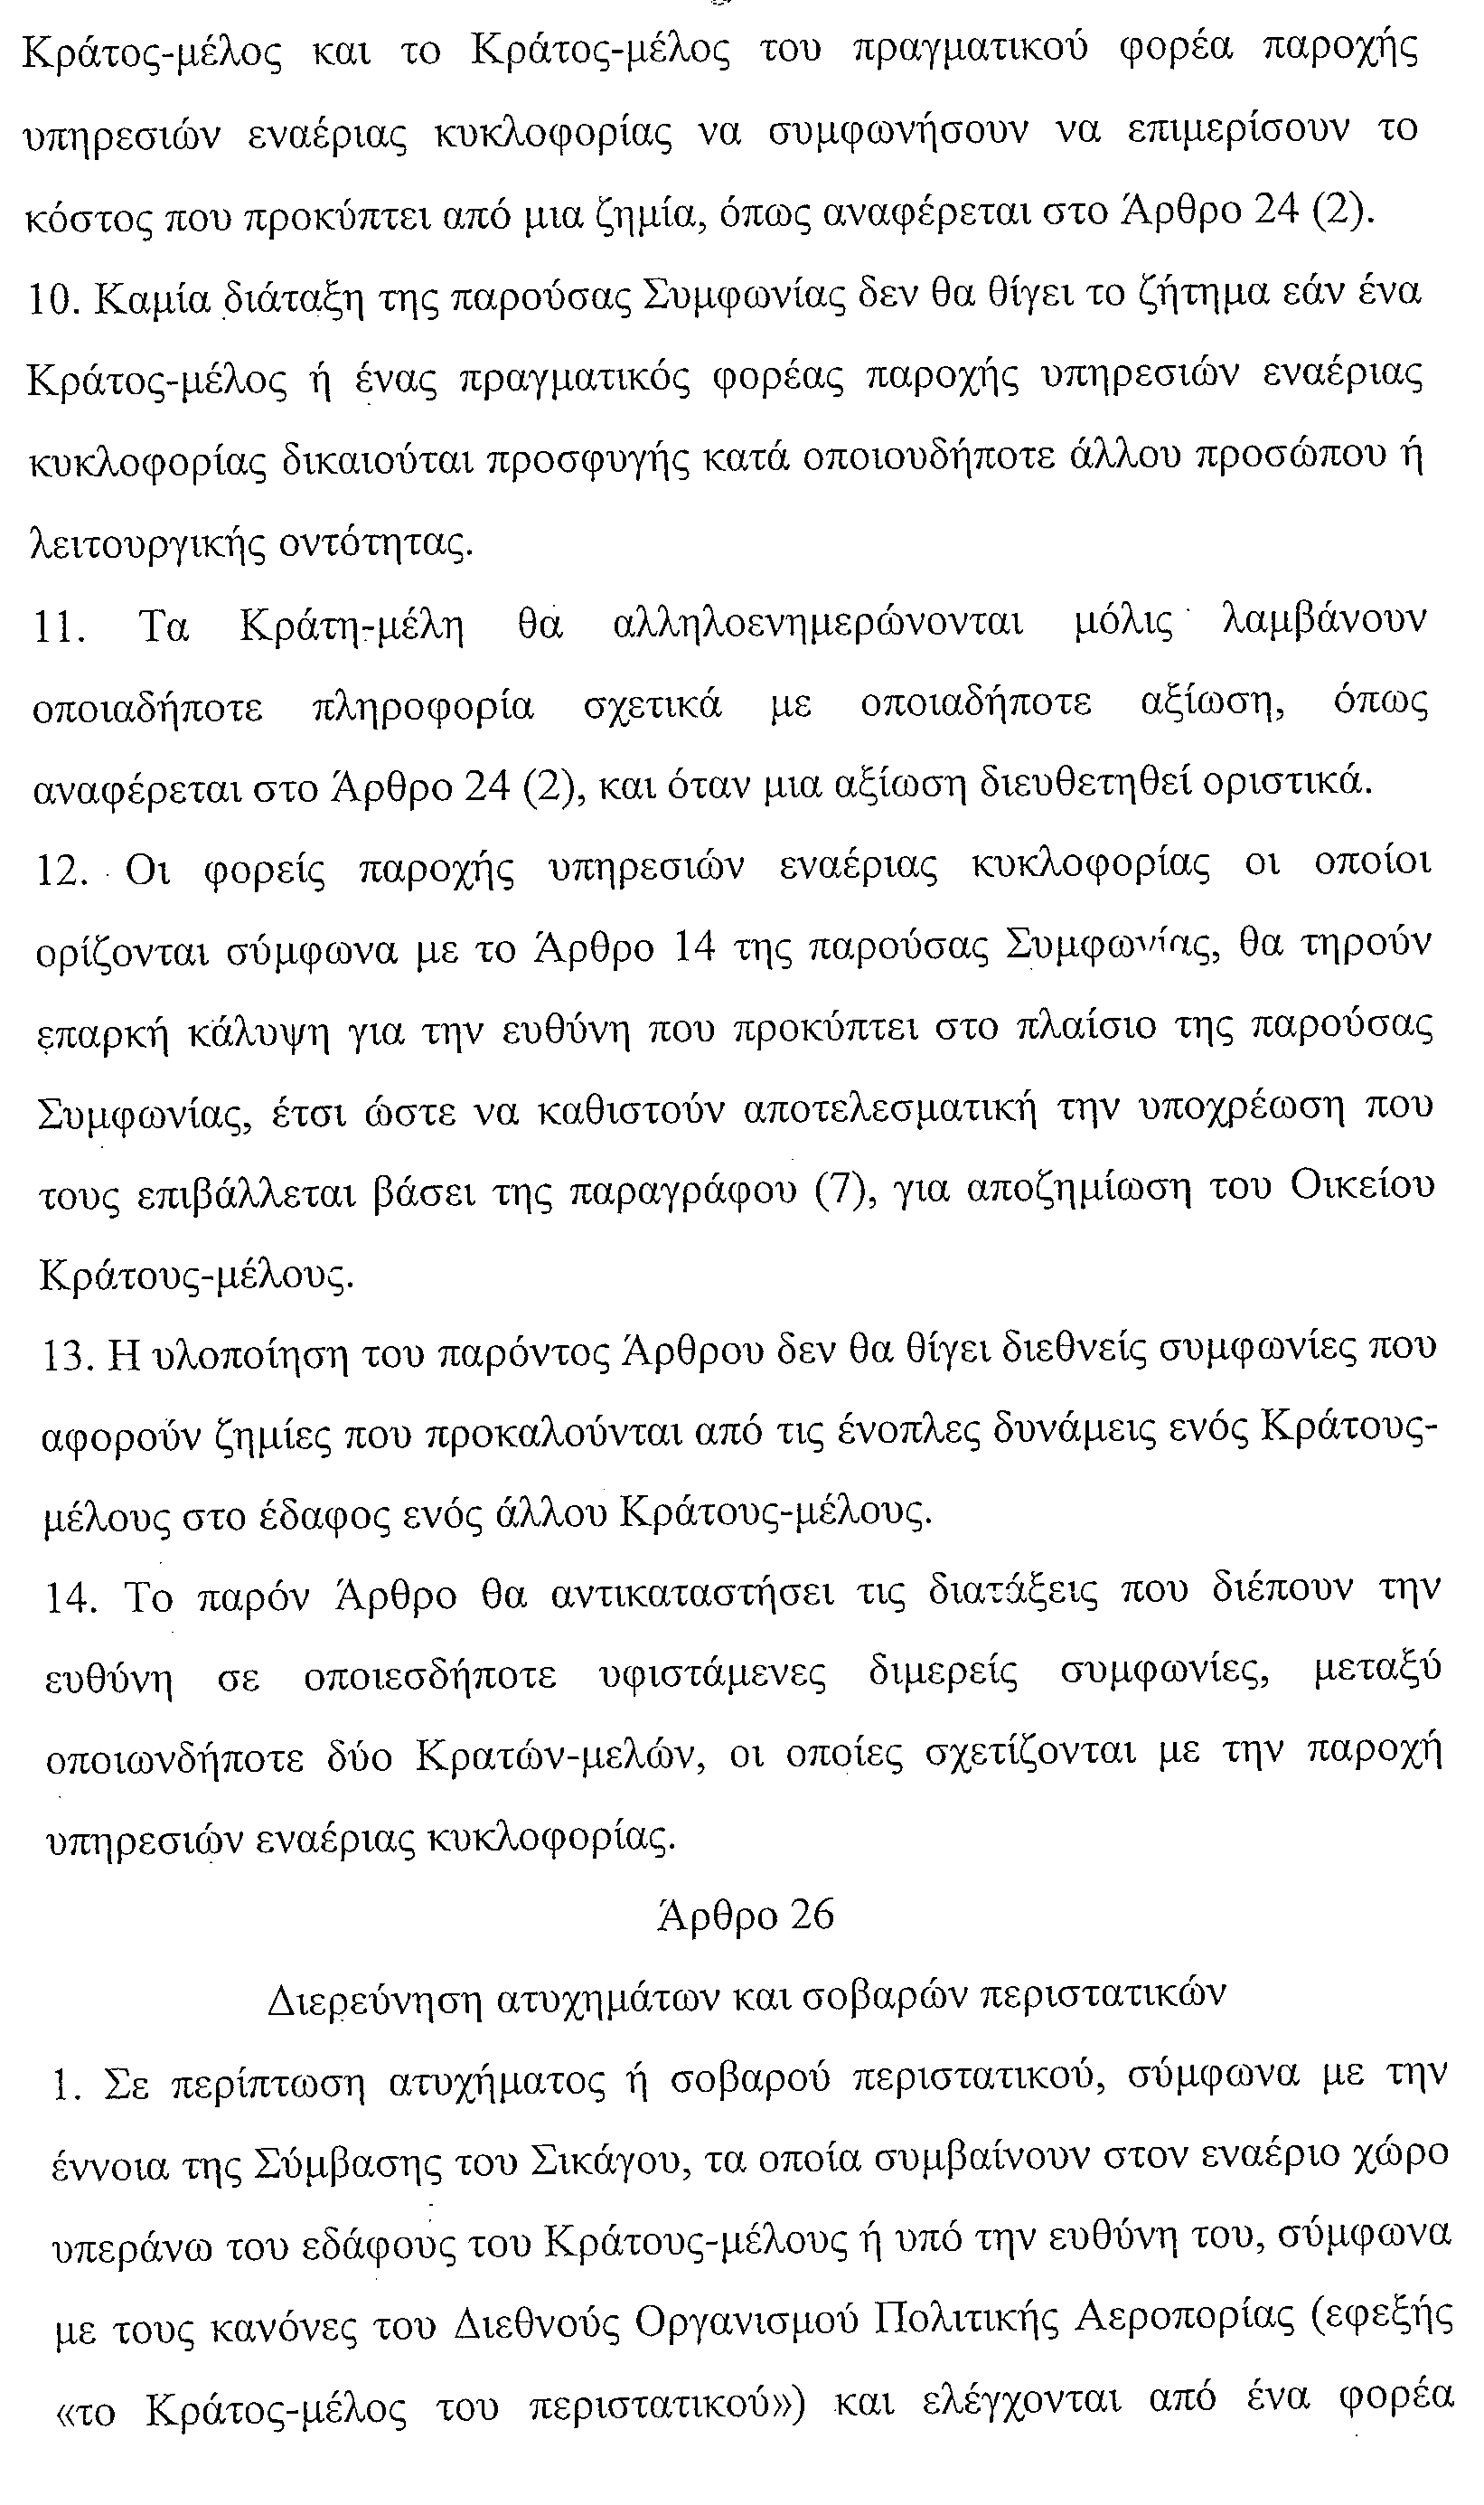 Κράτος-μέλος και το Κράτος-μέλος του πραγματικού φορέα παροχής
υπηρεσιών εναέριας κυκλοφορίας να συμφωνήσουν να επιμερίσουν το
κόστος που προκύπτει από μια ζημία, όπως αναφέρεται στο Άρθρο 24 (2).
10. Καμία διάταξη της παρούσας Συμφωνίας δεν θα θίγει το ζήτημα εάν ένα
Κράτος-μέλος ή ένας πραγματικός φορέας παροχής υπηρεσιών εναέριας
κυκλοφορίας δικαιούται προσφυγής κατά οποιουδήποτε άλλου προσώπου ή
λειτουργικής οντότητας.
11. Τα Κράτη-μέλη θα αλληλοενημερώνονται μόλις λαμβάνουν
οποιαδήποτε πληροφορία σχετικά με οποιαδήποτε αξίωση, όπως
αναφέρεται στο Άρθρο 24 (2), και όταν μια αξίωση διευθετηθεί οριστικά.
12. Οι φορείς παροχής υπηρεσιών εναέριας κυκλοφορίας οι οποίοι
ορίζονται σύμφωνα με το Άρθρο 14 της παρούσας Συμφωνίας, θα τηρούν
επαρκή κάλυψη για την ευθύνη που προκύπτει στο πλαίσιο της παρούσας
Συμφωνίας, έτσι ώστε να καθιστούν αποτελεσματική την υποχρέωση που
τους επιβάλλεται βάσει της παραγράφου (7), για αποζημίωση του Οικείου
Κράτους-μέλους.
13. Η υλοποίηση του παρόντος Άρθρου δεν θα θίγει διεθνείς συμφωνίες που
αφορούν ζημίες που προκαλούνται από τις ένοπλες δυνάμεις ενός Κράτους-
μέλους στο έδαφος ενός άλλου Κράτους-μέλους.
14. Το παρόν Άρθρο θα αντικαταστήσει τις διατάξεις που διέπουν την
ευθύνη σε οποιεσδήποτε υφιστάμενες διμερείς συμφωνίες, μεταξύ
οποιωνδήποτε δύο Κρατών-μελών, οι οποίες σχετίζονται με την παροχή
υπηρεσιών εναέριας κυκλοφορίας.
Άρθρο 26
Διερεύνηση ατυχημάτων και σοβαρών περιστατικών
1. Σε περίπτωση ατυχήματος ή σοβαρού περιστατικού, σύμφωνα με την
έννοια της Σύμβασης του Σικάγου, τα οποία συμβαίνουν στον εναέριο χώρο
υπεράνω του εδάφους του Κράτους-μέλους ή υπό την ευθύνη του, σύμφωνα
με τους κανόνες του Διεθνούς Οργανισμού Πολιτικής Αεροπορίας (εφεξής
«το Κράτος-μέλος του περιστατικού») και ελέγχονται από ένα φορέα